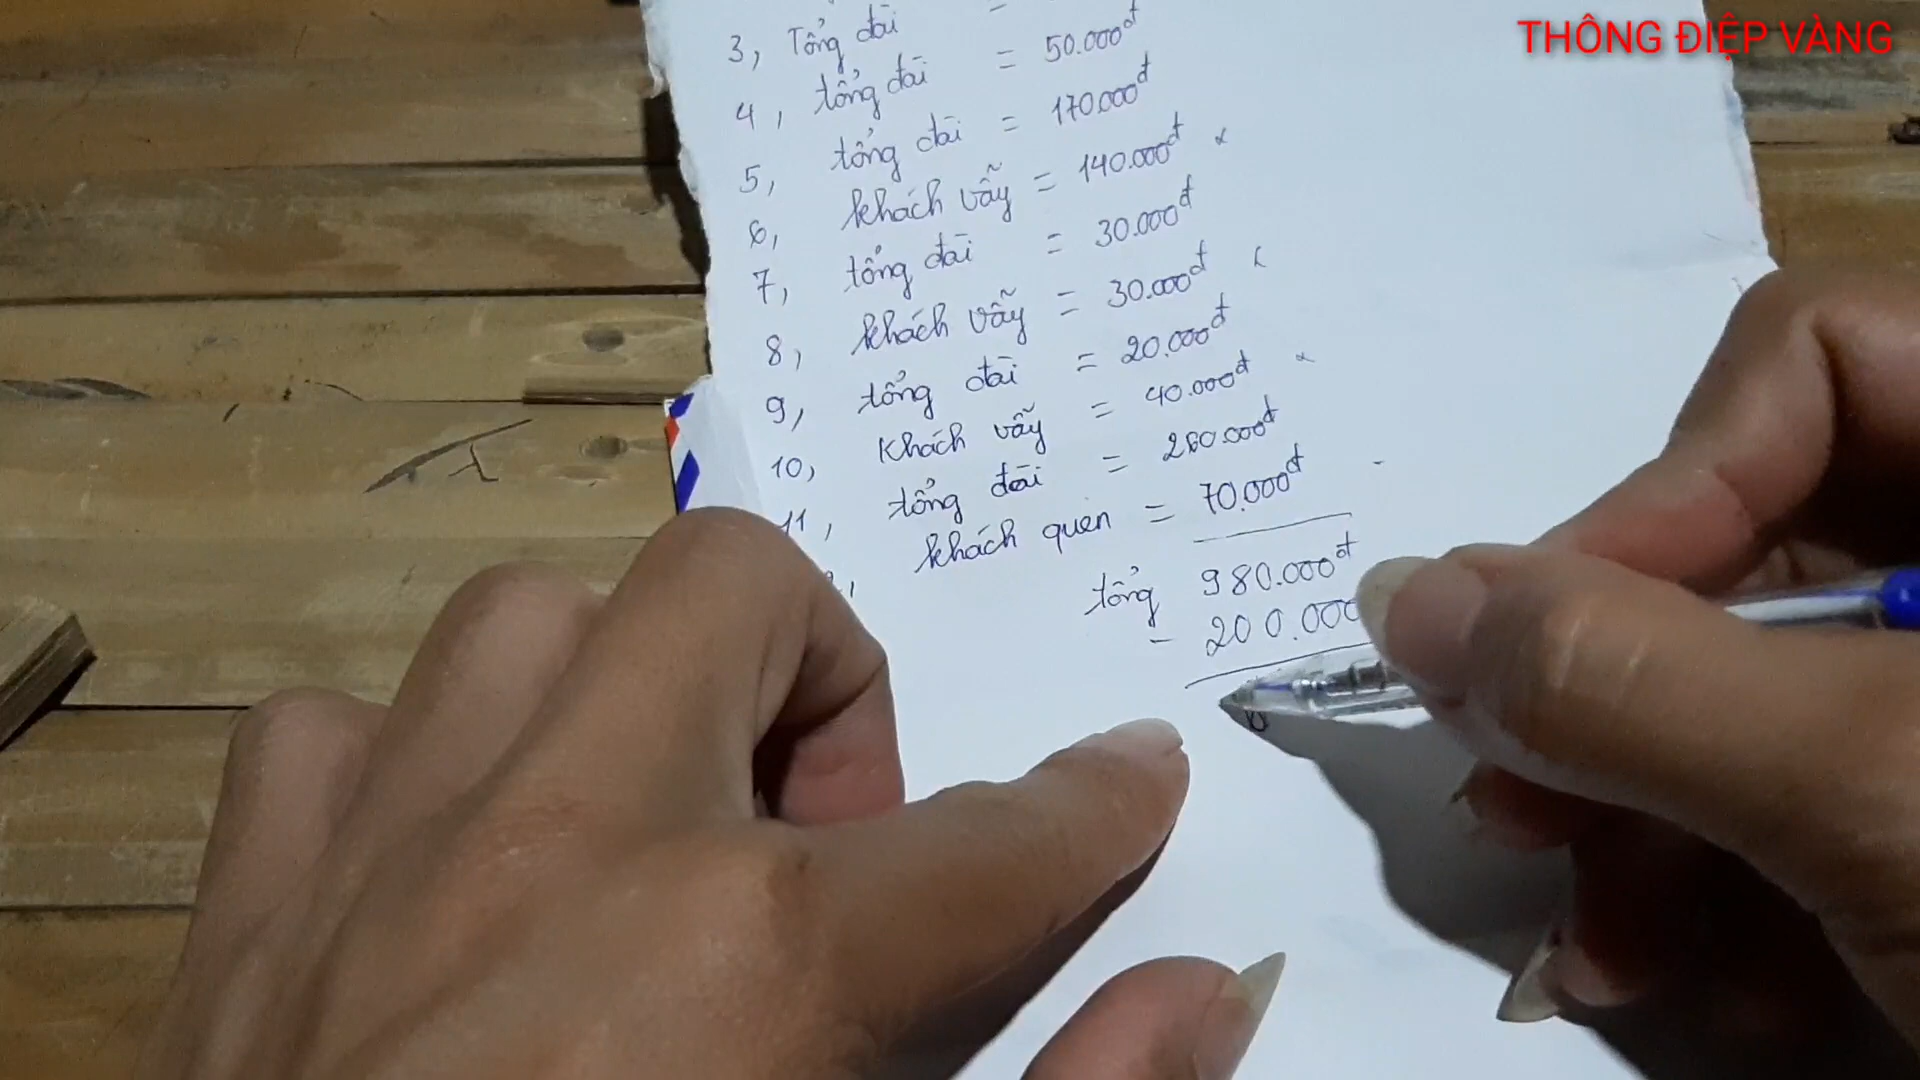 THÔNG ĐIỆP VÀNG
3, Tổng đài
4, tổng đài = 50.000đ
5, tổng đài = 170.000đ
6, khách vẫy = 140.000đ
7, tổng đài = 30.000đ
8, khách vẫy = 30.000đ
9, tổng đài = 20.000đ
10, Khách vẫy = 40.000đ
11, tổng đài = 260.000đ
khách quen = 70.000đ
tổng 980.000đ
- 200.000